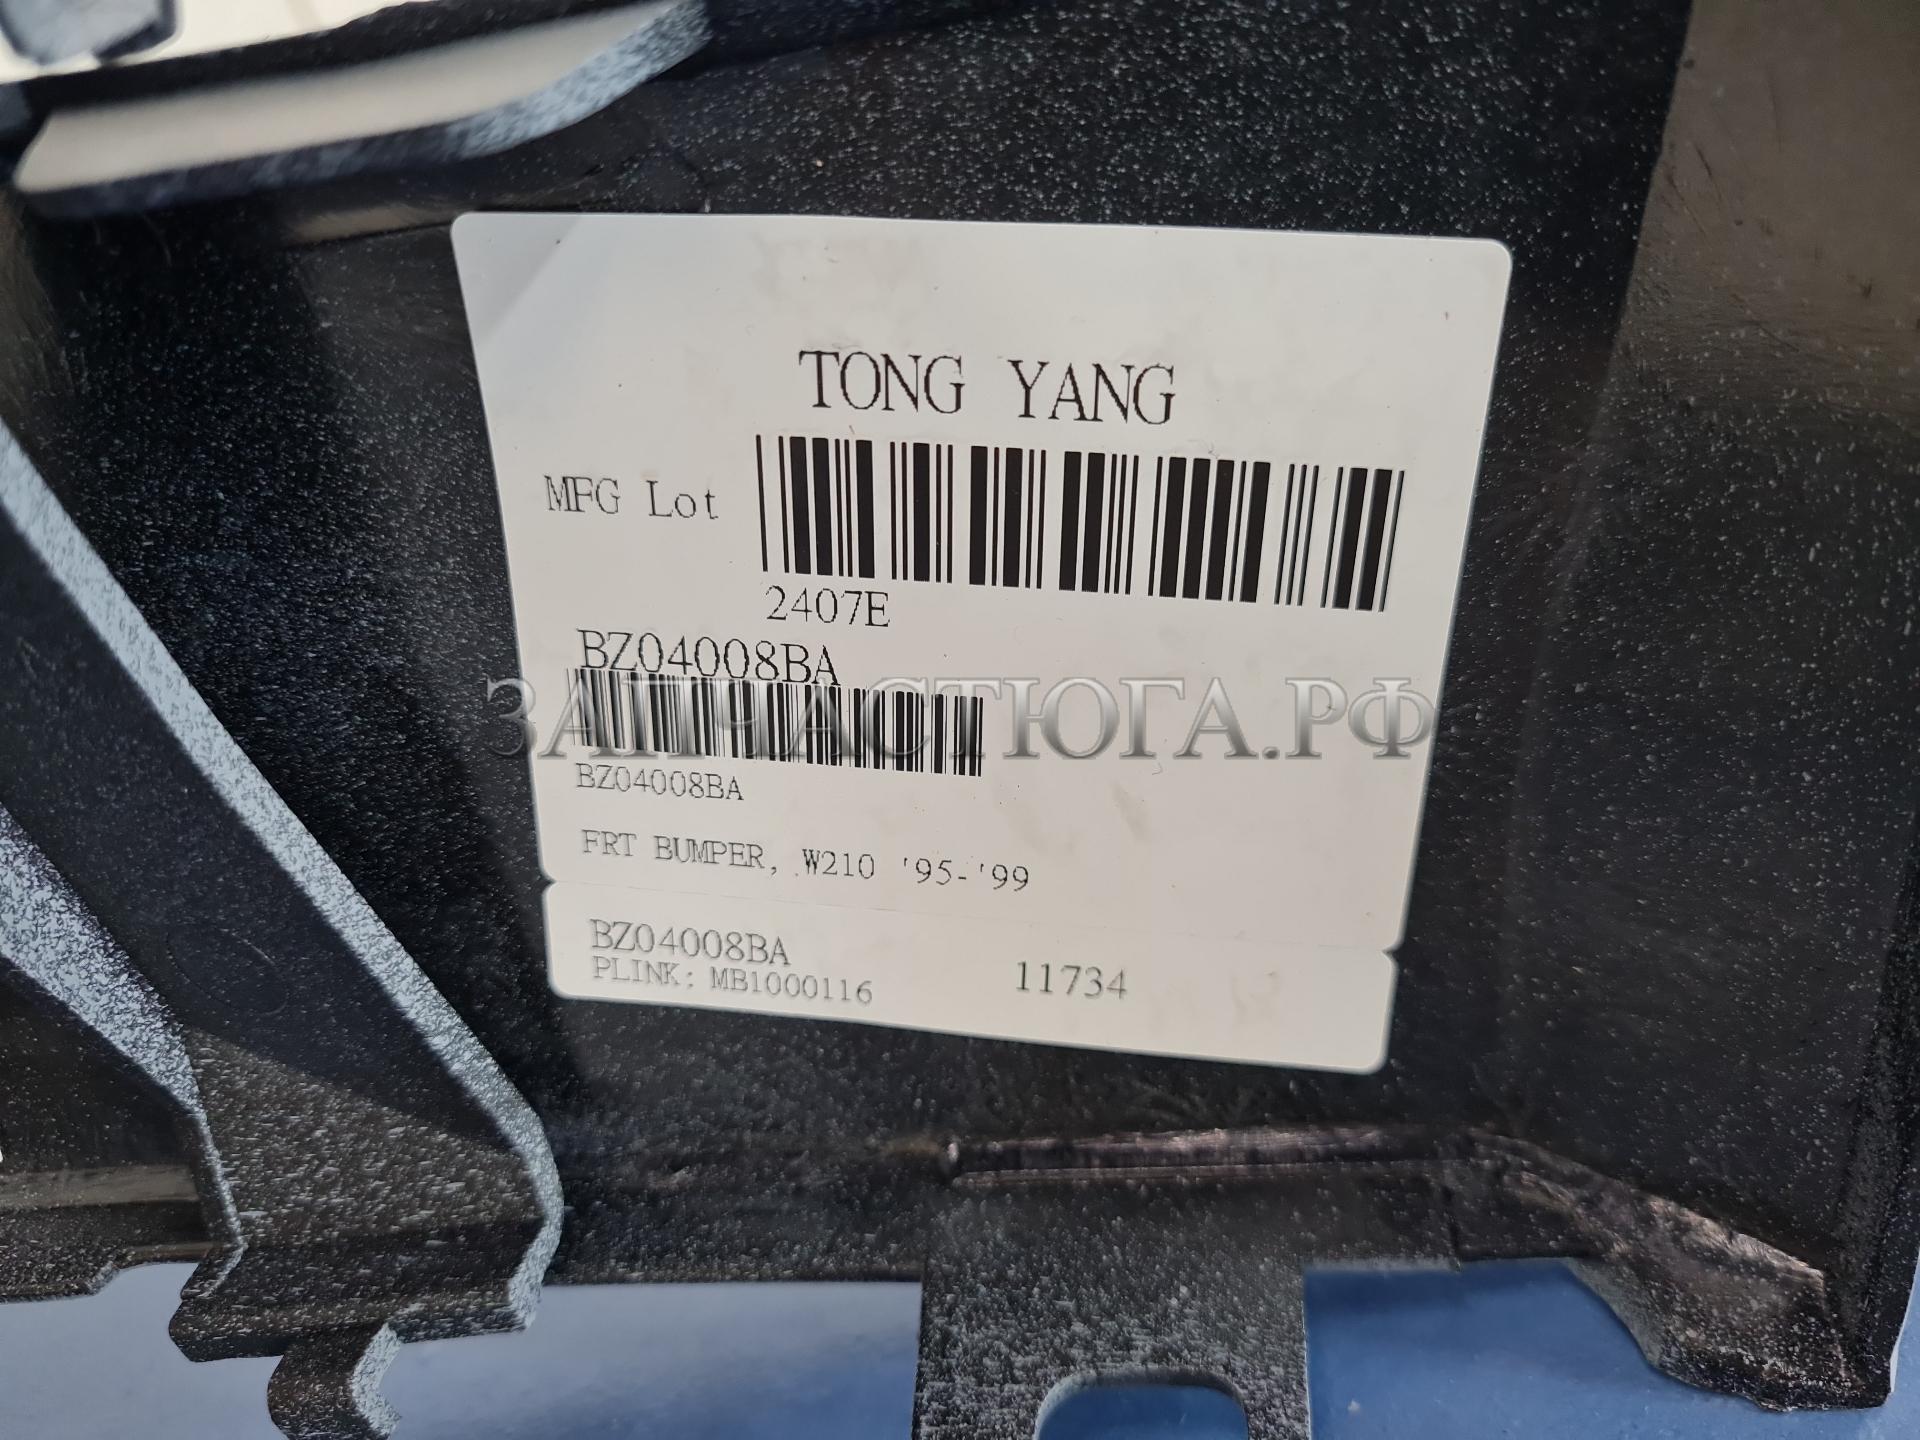 TONG YANG
MFG Lot
2407E
BZ04008BA
ЗАПЧАСТЮГА.РФ
BZ04008BA
FRT BUMPER, W210 '95-'99
BZ04008BA
PLINK: MB1000116 11734